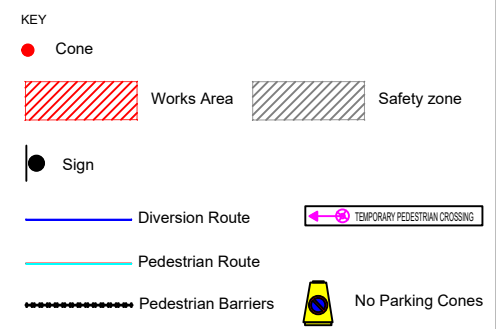 KEY
Cone
Works Area
Safety zone
Sign
Diversion Route
TEMPORARY PEDESTRIAN CROSSING
Pedestrian Route
Pedestrian Barriers
No Parking Cones